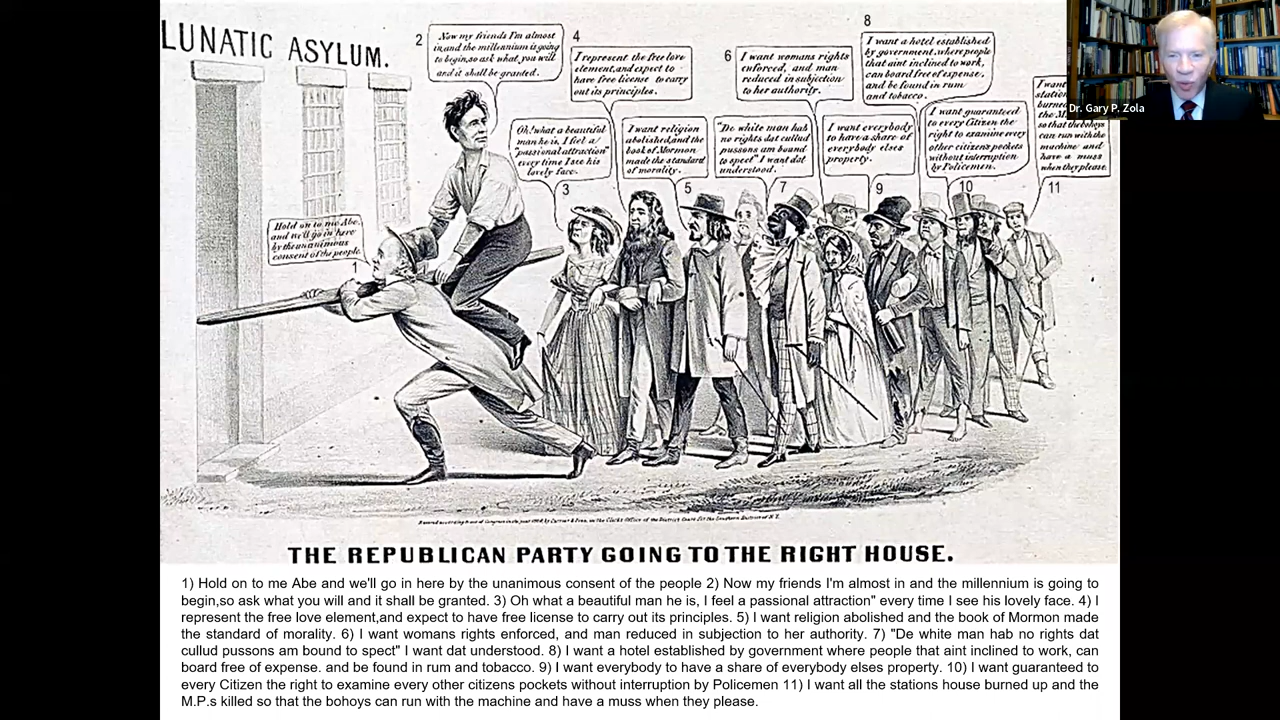 LUNATIC ASYLUM.
2
Now my friends I'm almost
in, and the millennium is going
to begin, so ask what you will
and it shall be granted.
4
I represent the free love
element, and expect to
have free license to carry
out its principles.
6
I want womans rights
enforced, and man
reduced in subjection
to her authority.
8
I want a hotel established
by government, where people
that aint inclined to work,
can board free of expense,
and be found in rum
and tobacco.
Dr. Gary P. Zola
I want
station
burned
the M.
so that the bohoys
can run with the
machine and
have a muss
when they please.
11
Oh! what a beautiful
man he is, I feel a
"passional attraction"
every time I see his
lovely face.
3
I want religion
abolished, and the
book of Mormon
made the standard
of morality.
5
"De white man hab
no rights dat cullud
pussons am bound
to spect" I want dat
understood.
7
I want everybody
to have a share of
everybody elses
property.
9
I want guaranteed
to every Citizen the
right to examine every
other citizens pockets
without interruption
by Policemen.
10
Hold on to me Abe,
and we'll go in here
by the unanimous
consent of the people.
1
THE REPUBLICAN PARTY GOING TO THE RIGHT HOUSE.
1) Hold on to me Abe and we'll go in here by the unanimous consent of the people 2) Now my friends I'm almost in and the millennium is going to
begin,so ask what you will and it shall be granted. 3) Oh what a beautiful man he is, I feel a passional attraction" every time I see his lovely face. 4) I
represent the free love element,and expect to have free license to carry out its principles. 5) I want religion abolished and the book of Mormon made
the standard of morality. 6) I want womans rights enforced, and man reduced in subjection to her authority. 7) "De white man hab no rights dat
cullud pussons am bound to spect" I want dat understood. 8) I want a hotel established by government where people that aint inclined to work, can
board free of expense. and be found in rum and tobacco. 9) I want everybody to have a share of everybody elses property. 10) I want guaranteed to
every Citizen the right to examine every other citizens pockets without interruption by Policemen 11) I want all the stations house burned up and the
M.P.s killed so that the bohoys can run with the machine and have a muss when they please.